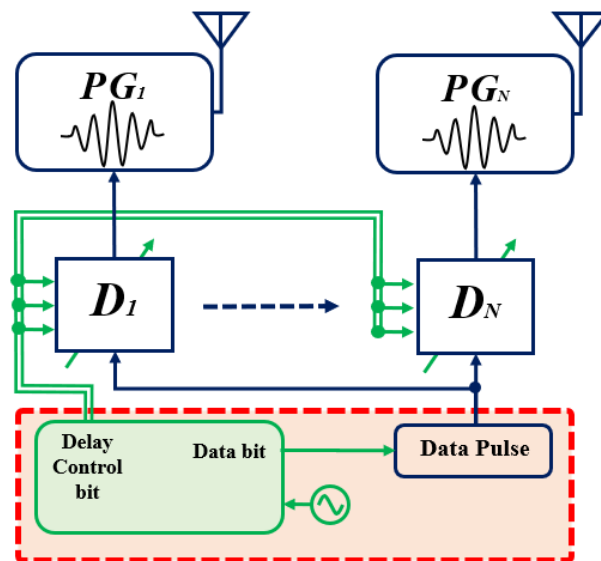 PG1
PGN
D1
DN
Delay
Control
bit
Data bit
Data Pulse